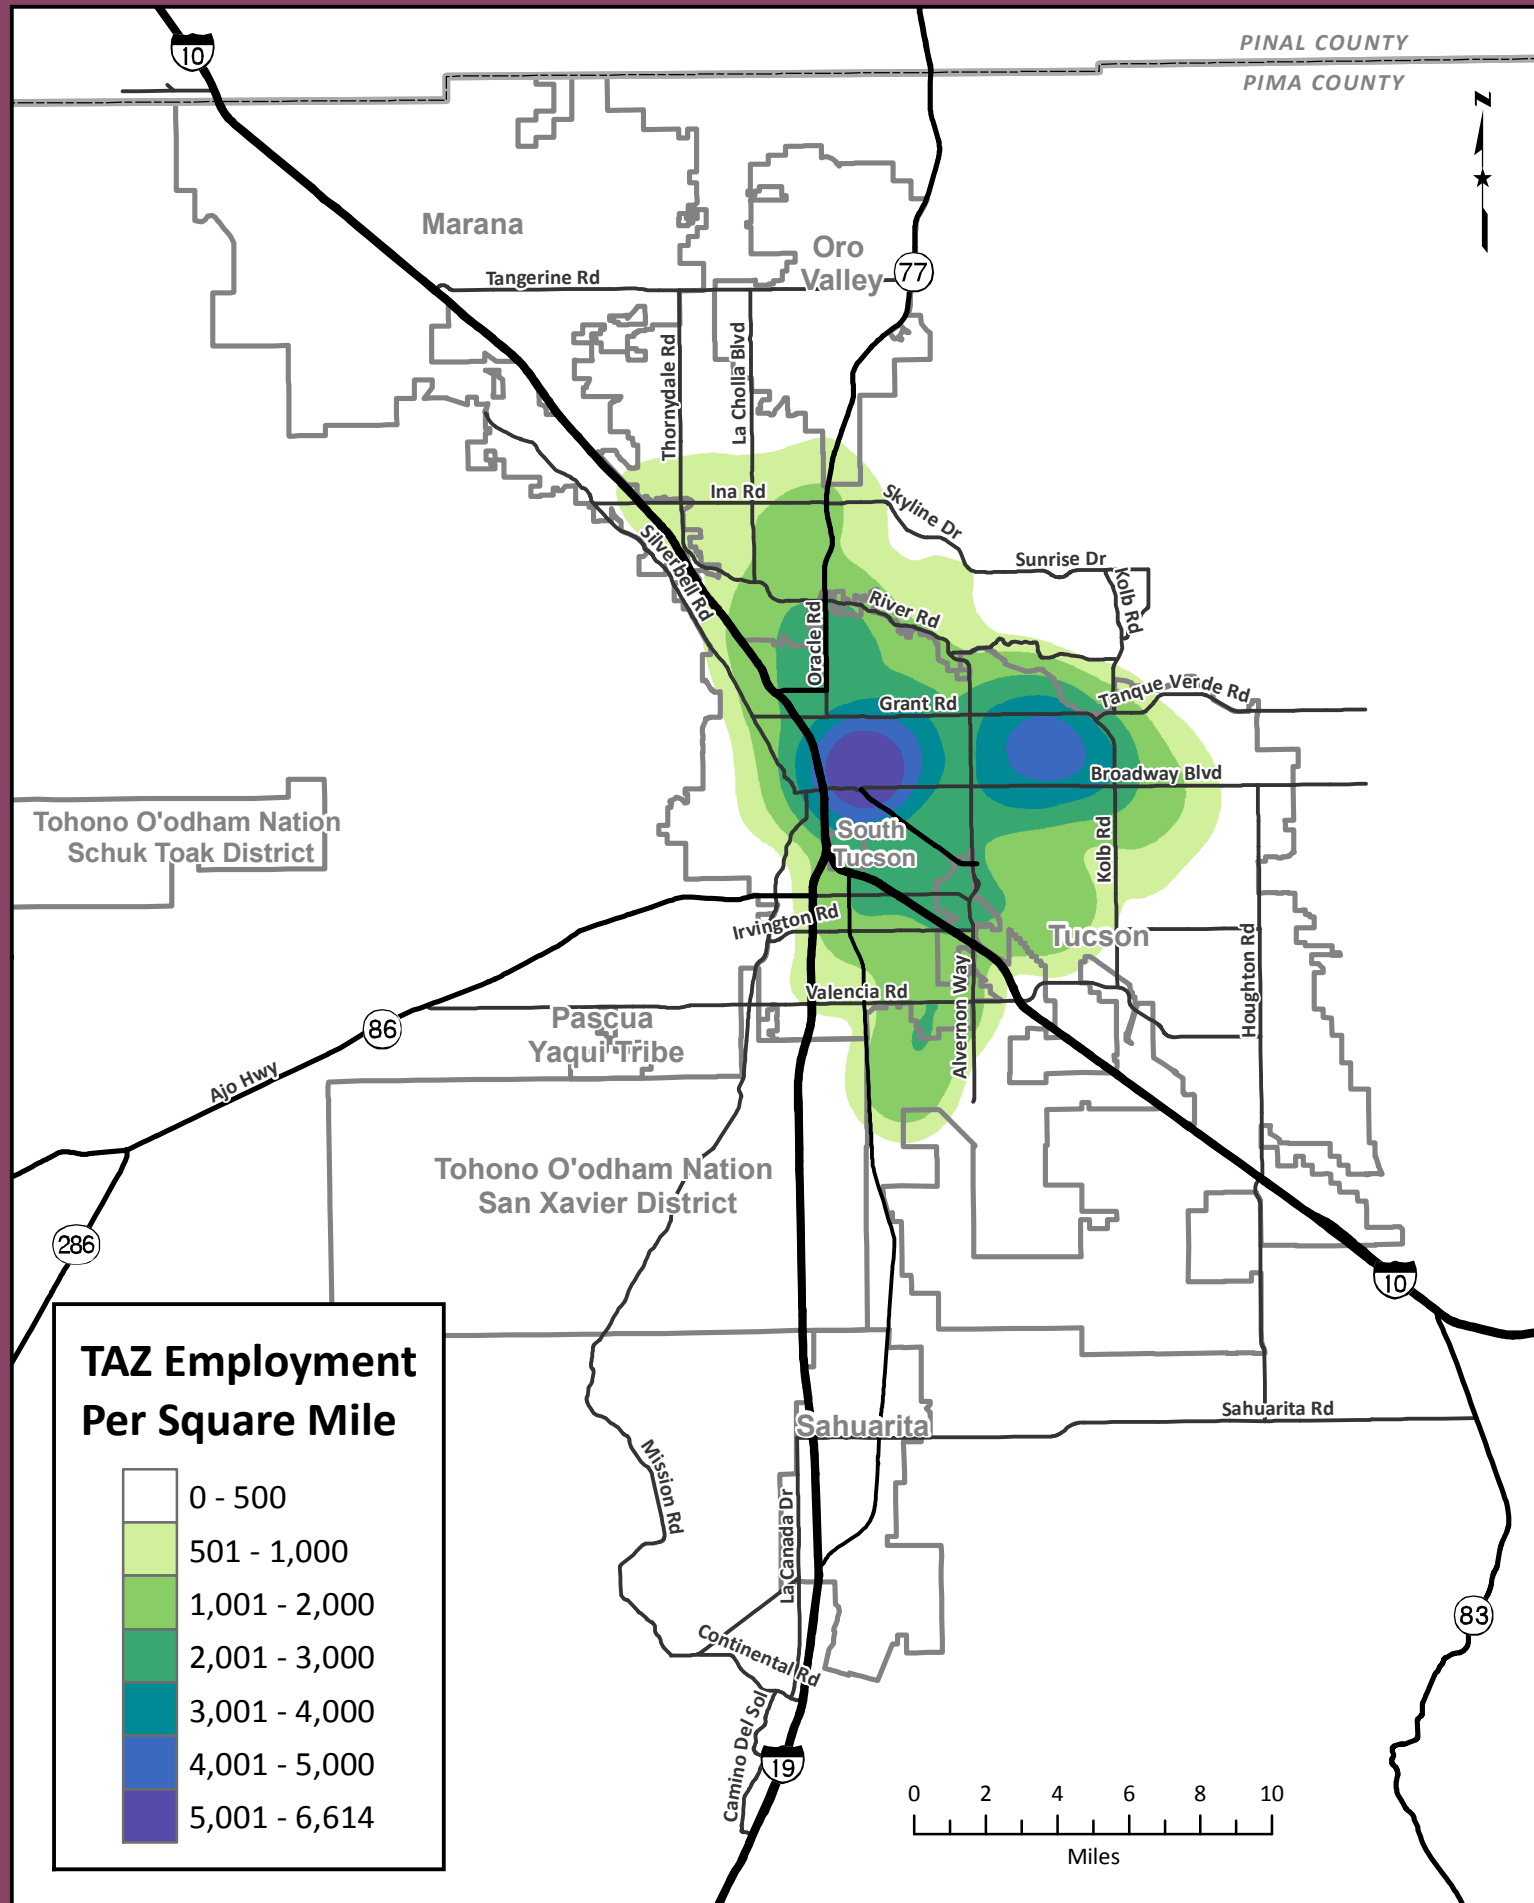 10
PINAL COUNTY
PIMA COUNTY
N
Marana
Oro
Valley
77
Tangerine Rd
Thornydale Rd
La Cholla Blvd
Ina Rd
Skyline Dr
Sunrise Dr
Kolb Rd
Silverbell Rd
River Rd
Oracle Rd
Tanque Verde Rd
Grant Rd
Broadway Blvd
Tohono O'odham Nation
Schuk Toak District
South
Tucson
Kolb Rd
Irvington Rd
Tucson
Houghton Rd
Valencia Rd
Alvernon Way
Pascua
Yaqui Tribe
86
Ajo Hwy
Tohono O'odham Nation
San Xavier District
286
10
TAZ Employment
Per Square Mile
0 - 500
501 - 1,000
1,001 - 2,000
2,001 - 3,000
3,001 - 4,000
4,001 - 5,000
5,001 - 6,614
Sahuarita
Sahuarita Rd
Mission Rd
La Canada Dr
Continental Rd
Camino Del Sol
19
83
0 2 4 6 8 10
Miles